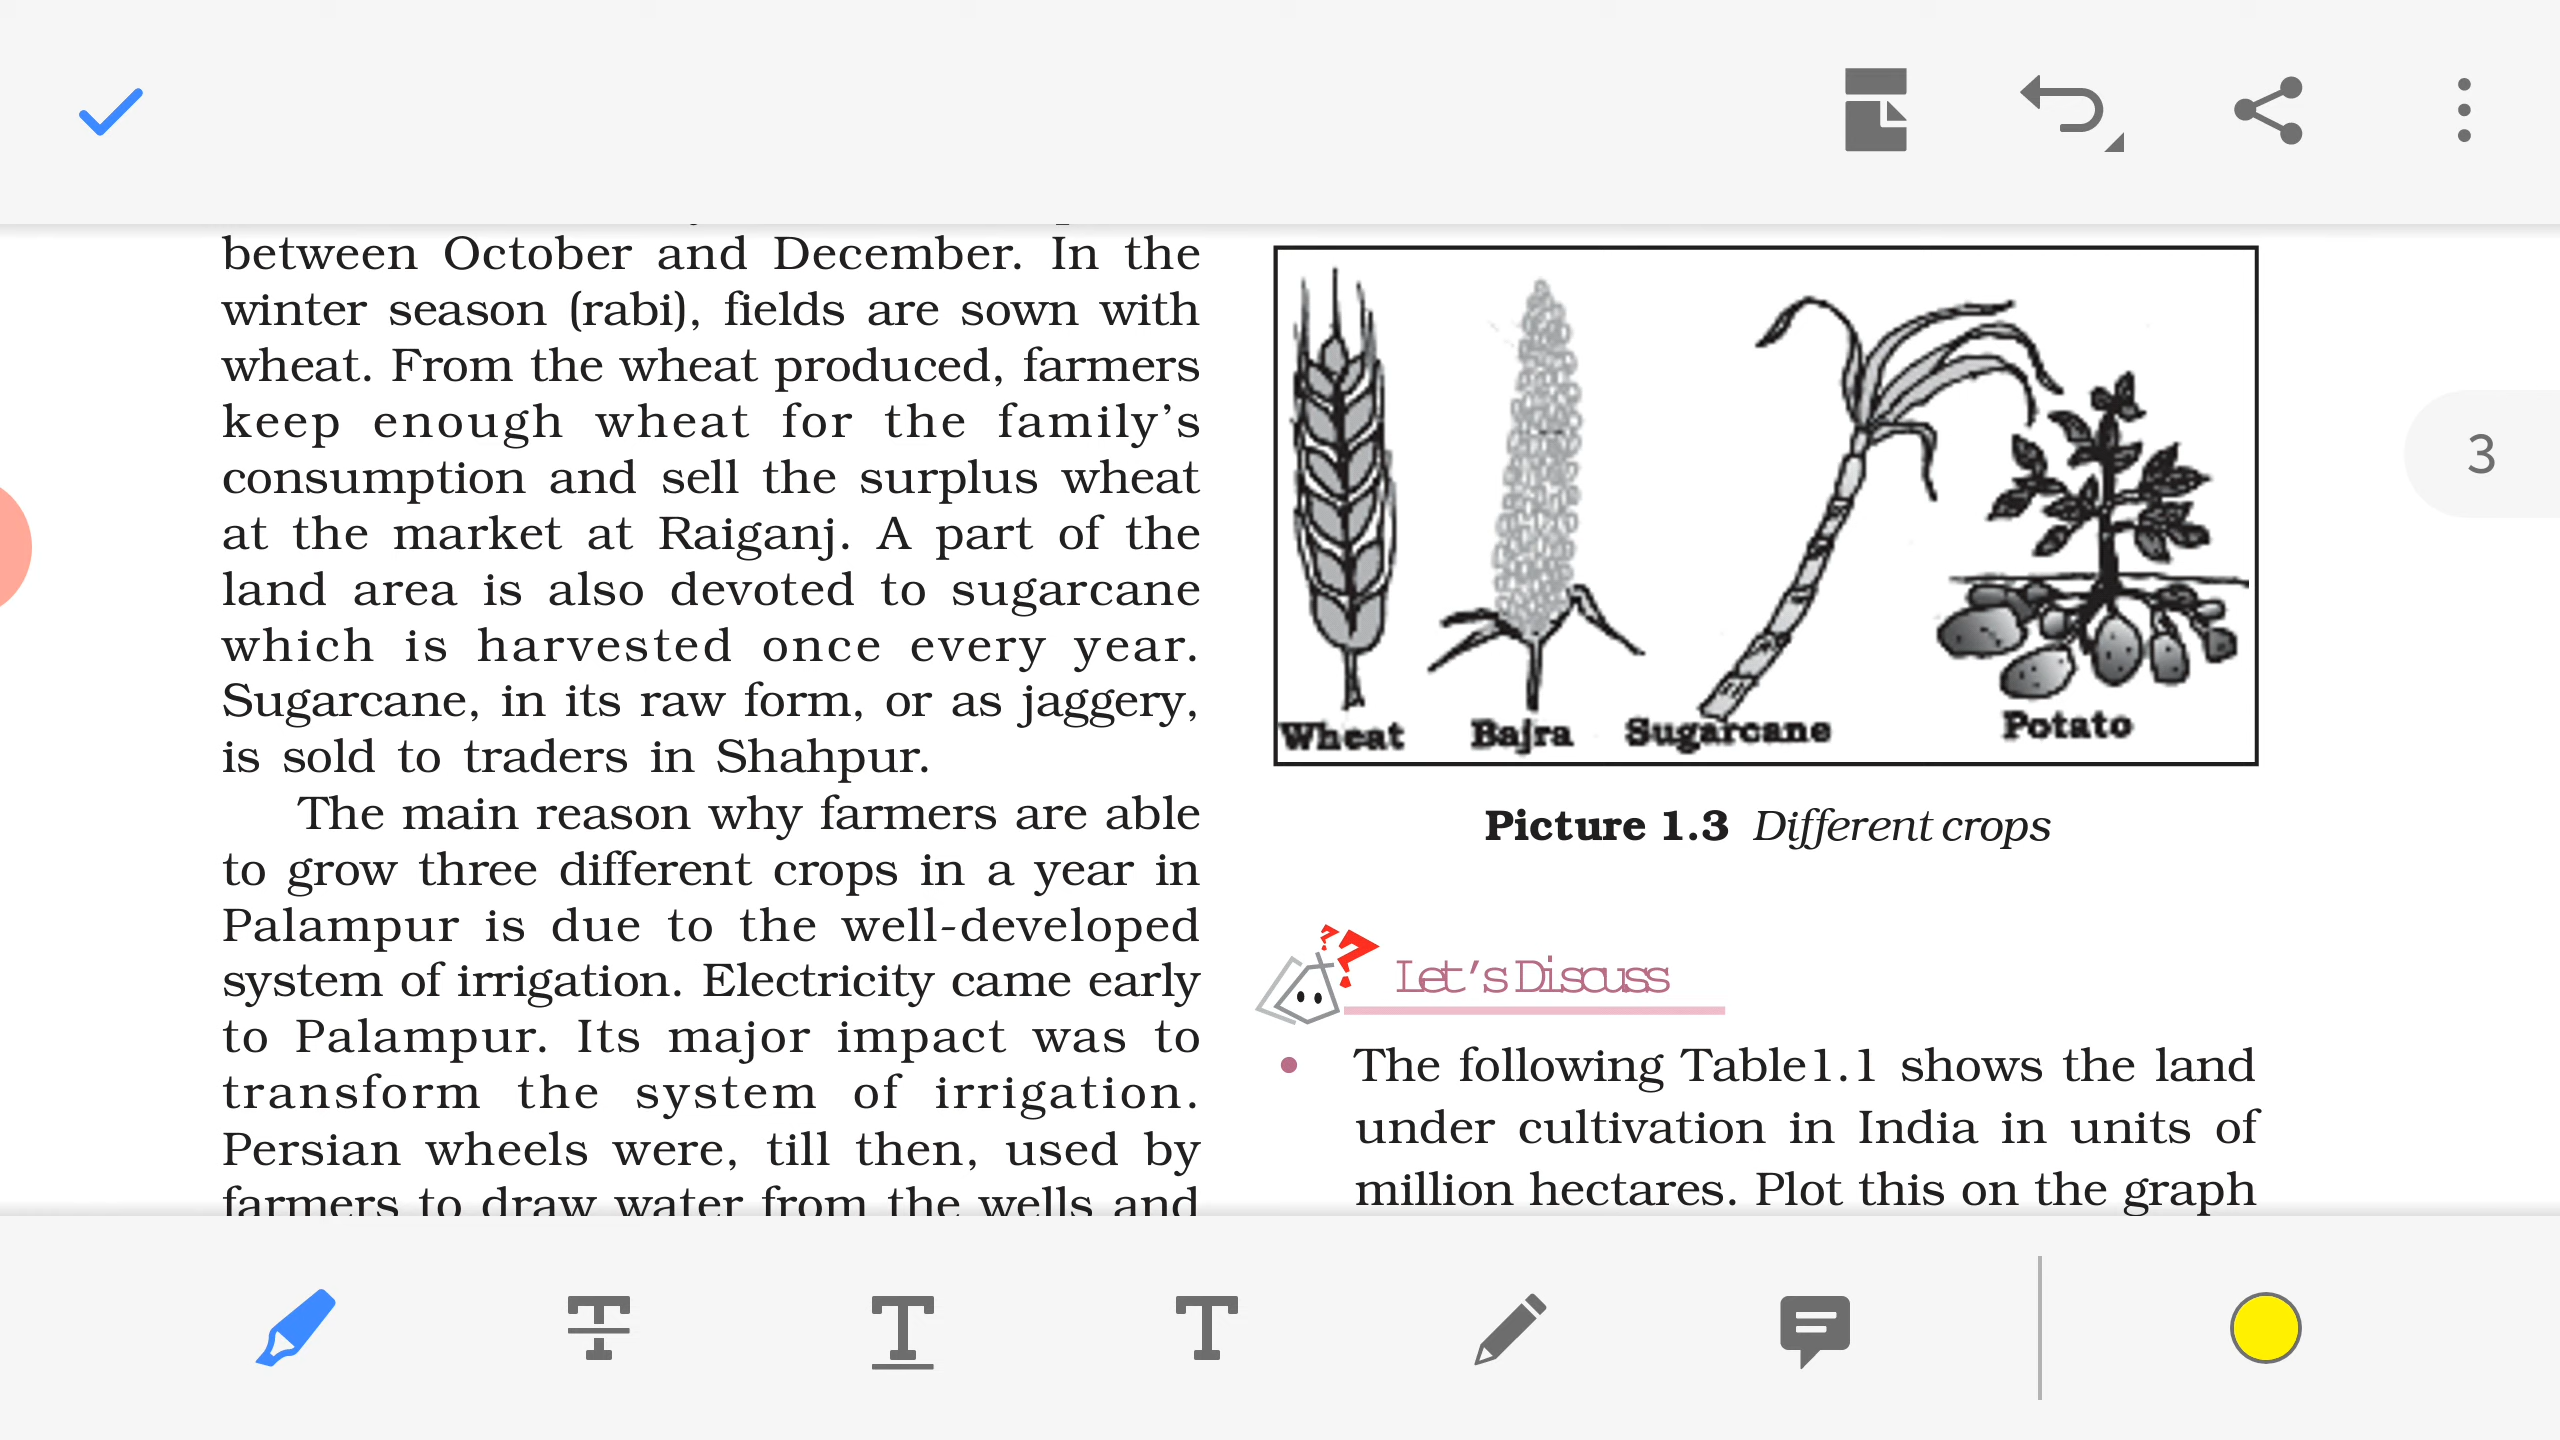 between October and December. In the
winter season (rabi), fields are sown with
wheat. From the wheat produced, farmers
keep enough wheat for the family's
consumption and sell the surplus wheat
at the market at Raiganj. A part of the
land area is also devoted to sugarcane
which is harvested once every year.
Sugarcane, in its raw form, or as jaggery,
is sold to traders in Shahpur.
The main reason why farmers are able
to grow three different crops in a year in
Palampur is due to the well-developed
system of irrigation. Electricity came early
to Palampur. Its major impact was to
transform the system of irrigation.
Persian wheels were, till then, used by
farmers to draw water from the wells and
Wheat Bajra Sugarcane Potato
Picture 1.3 Different crops
Let's Discuss
• The following Table1.1 shows the land
under cultivation in India in units of
million hectares. Plot this on the graph
3